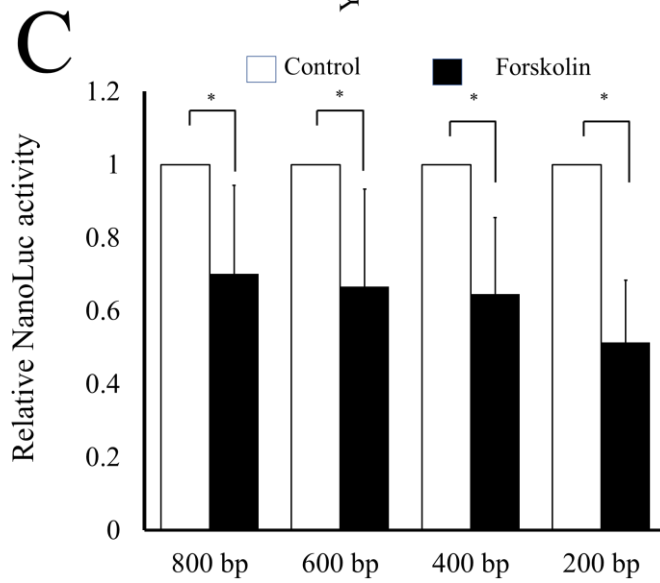 C
Control Forskolin
Relative NanoLuc activity
1.2
1
0.8
0.6
0.4
0.2
0
* * * *
800 bp 600 bp 400 bp 200 bp